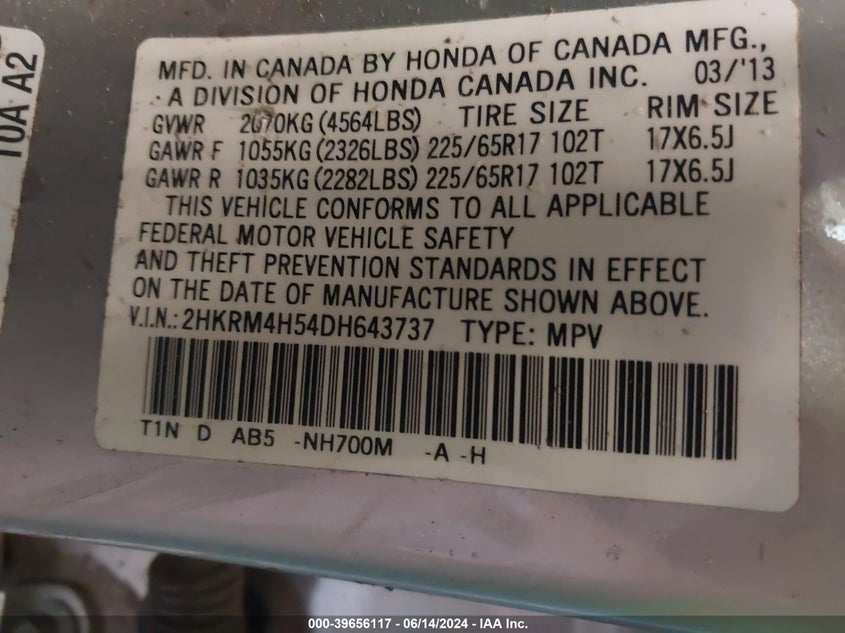 10A A2
MFD. IN CANADA BY HONDA OF CANADA MFG.,
A DIVISION OF HONDA CANADA INC. 03/'13
GVWR 2070KG (4564LBS) TIRE SIZE RIM SIZE
GAWR F 1055KG (2326LBS) 225/65R17 102T 17X6.5J
GAWR R 1035KG (2282LBS) 225/65R17 102T 17X6.5J
THIS VEHICLE CONFORMS TO ALL APPLICABLE
FEDERAL MOTOR VEHICLE SAFETY
AND THEFT PREVENTION STANDARDS IN EFFECT
ON THE DATE OF MANUFACTURE SHOWN ABOVE.
V.I.N.: 2HKRM4H54DH643737 TYPE: MPV
T1N D AB5 -NH700M -A -H
000-39656117 - 06/14/2024 - IAA Inc.